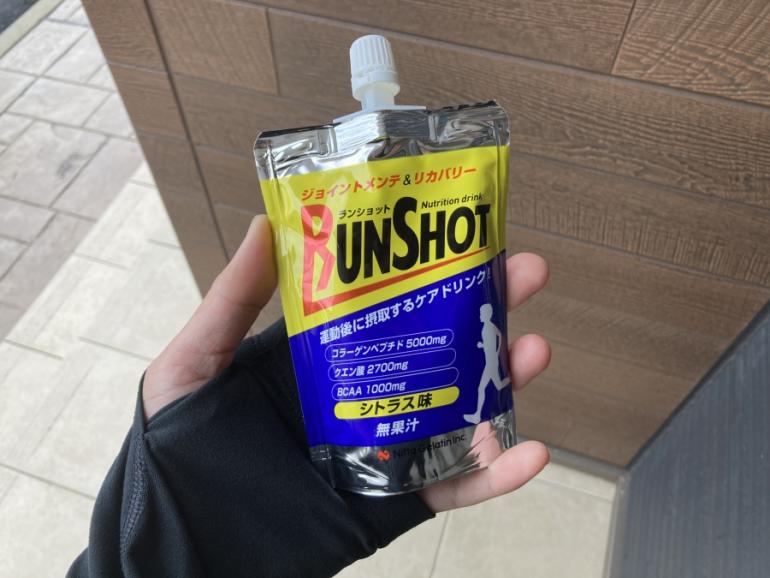 ジョイントメンテ&リカバリー
ランショット
Nutrition drink
RUNSHOT
運動後に摂取するケアドリンク
コラーゲンペプチド 5000mg
クエン酸 2700mg
BCAA 1000mg
シトラス味
無果汁
Nitta Gelatin Inc.